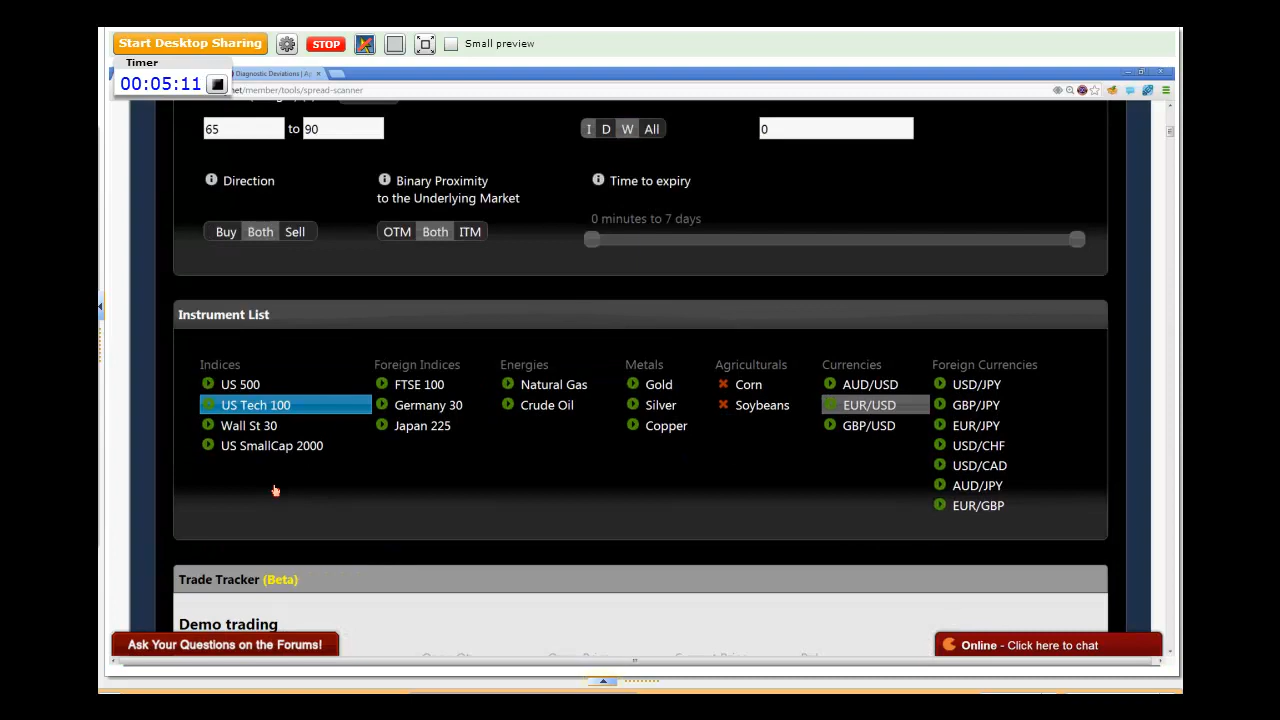 Start Desktop Sharing STOP Small preview
Timer
00:05:11
Diagnostic Deviations | Ap
net/member/tools/spread-scanner
65 to 90 I D W All 0
Direction Binary Proximity Time to expiry
to the Underlying Market
0 minutes to 7 days
Buy Both Sell OTM Both ITM
Instrument List
Indices Foreign Indices Energies Metals Agriculturals Currencies Foreign Currencies
US 500 FTSE 100 Natural Gas Gold Corn AUD/USD USD/JPY
US Tech 100 Germany 30 Crude Oil Silver Soybeans EUR/USD GBP/JPY
Wall St 30 Japan 225 Copper GBP/USD EUR/JPY
US SmallCap 2000 USD/CHF
USD/CAD
AUD/JPY
EUR/GBP
Trade Tracker (Beta)
Demo trading
Ask Your Questions on the Forums! Online - Click here to chat